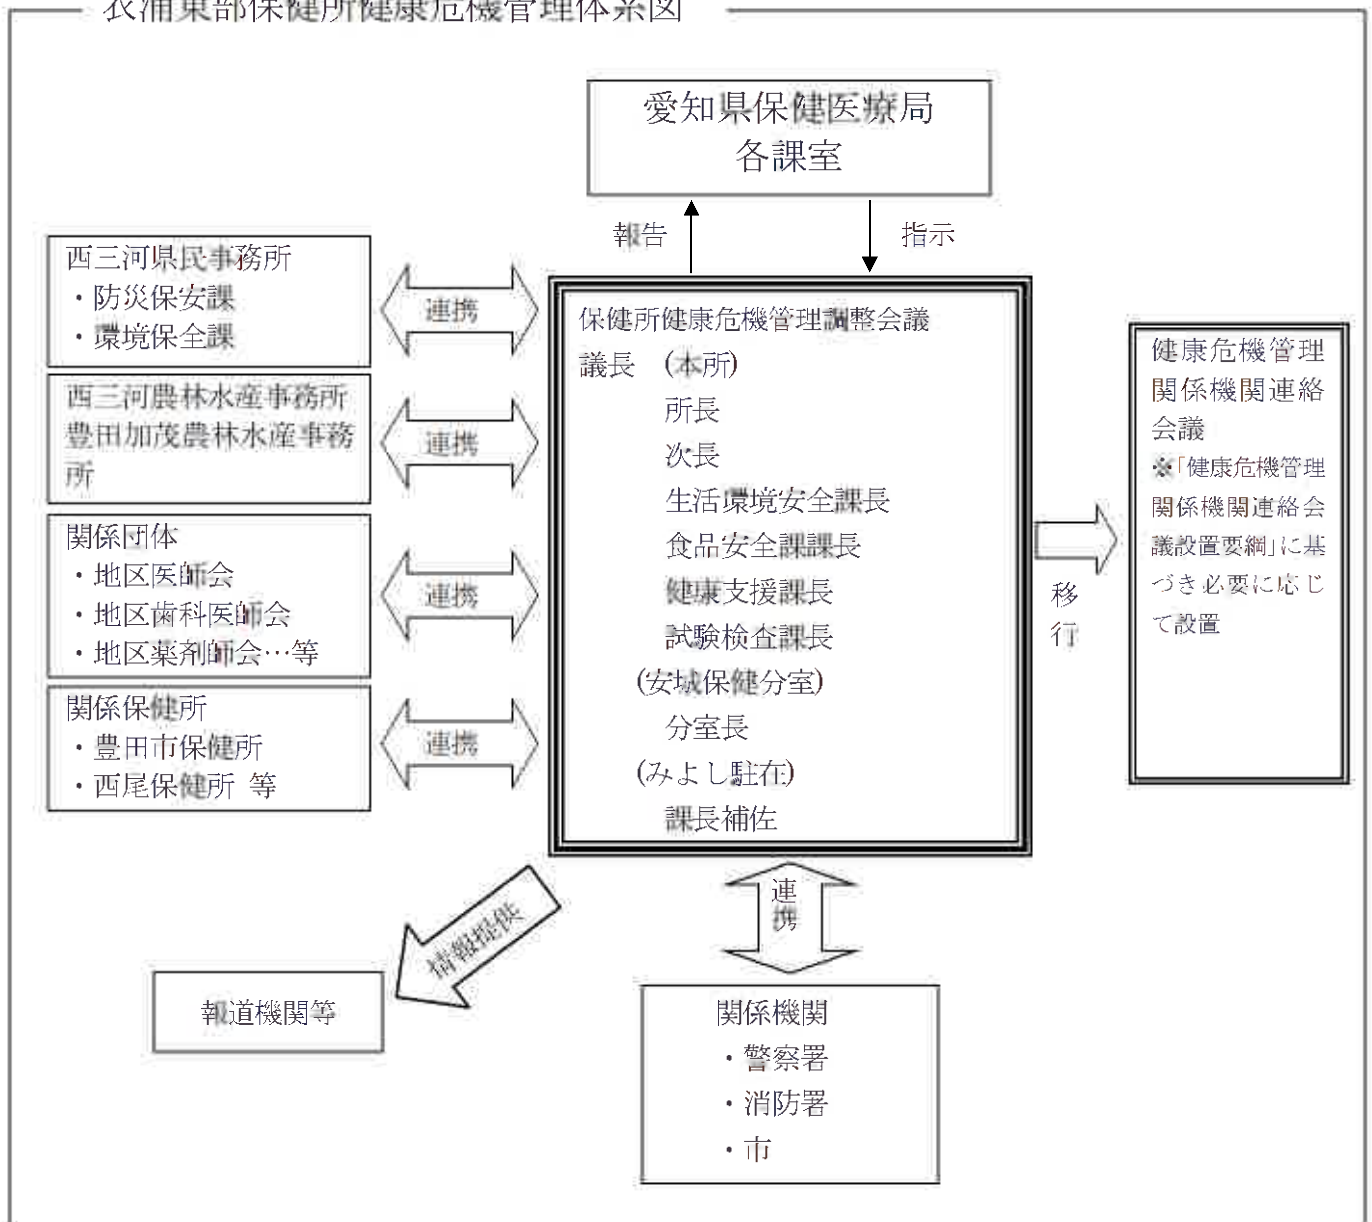 衣浦東部保健所健康危機管理体系図
愛知県保健医療局
各課室
報告
指示
西三河県民事務所
・防災保安課
・環境保全課
連携
西三河農林水産事務所
豊田加茂農林水産事務
所
連携
関係団体
・地区医師会
・地区歯科医師会
・地区薬剤師会…等
連携
関係保健所
・豊田市保健所
・西尾保健所 等
連携
保健所健康危機管理調整会議
議長 (本所)
所長
次長
生活環境安全課長
食品安全課課長
健康支援課長
試験検査課長
(安城保健分室)
分室長
(みよし駐在)
課長補佐
移
行
健康危機管理
関係機関連絡
会議
※「健康危機管理
関係機関連絡会
議設置要綱」に基
づき必要に応じ
て設置
情報提供
報道機関等
連
携
関係機関
・警察署
・消防署
・市